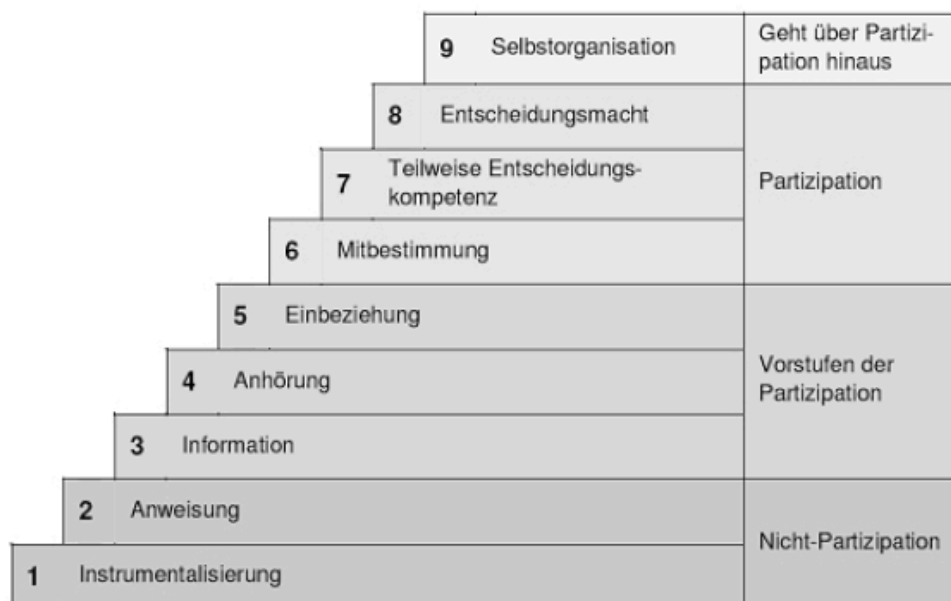 9 Selbstorganisation
Geht über Partizi-
pation hinaus
8 Entscheidungsmacht
7 Teilweise Entscheidungs-
kompetenz
Partizipation
6 Mitbestimmung
5 Einbeziehung
4 Anhörung
Vorstufen der
Partizipation
3 Information
2 Anweisung
Nicht-Partizipation
1 Instrumentalisierung